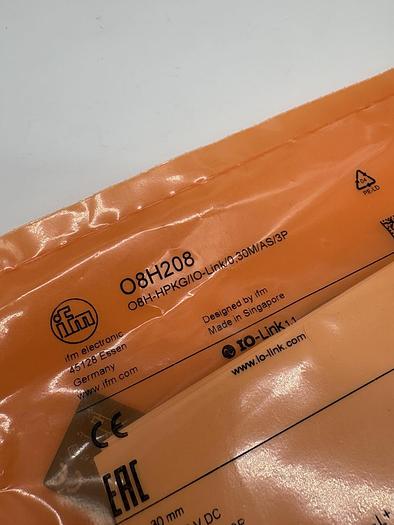 04
PE-LD
O8H208
O8H-HPKG/IO-Link/0.30M/AS/3P
ifm
ifm electronic
45128 Essen
Germany
www.ifm.com
Designed by ifm
Made in Singapore
IO-Link 1.1
www.io-link.com
CE
EAC
30 mm
V DC
L+